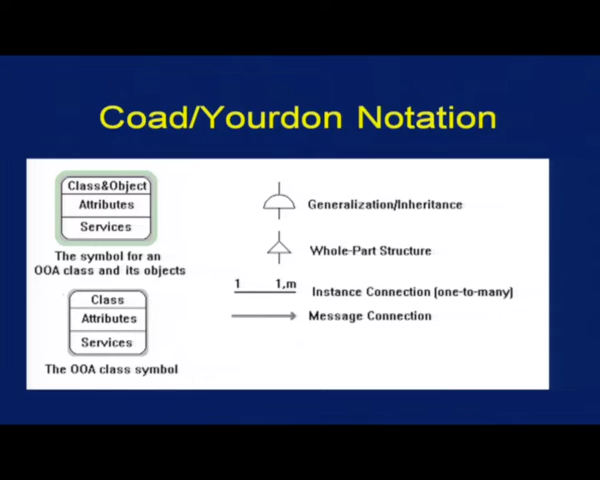 Coad/Yourdon Notation
Class&Object
Attributes
Services
The symbol for an
OOA class and its objects
Class
Attributes
Services
The OOA class symbol
Generalization/Inheritance
Whole-Part Structure
1 1,m
Instance Connection (one-to-many)
Message Connection